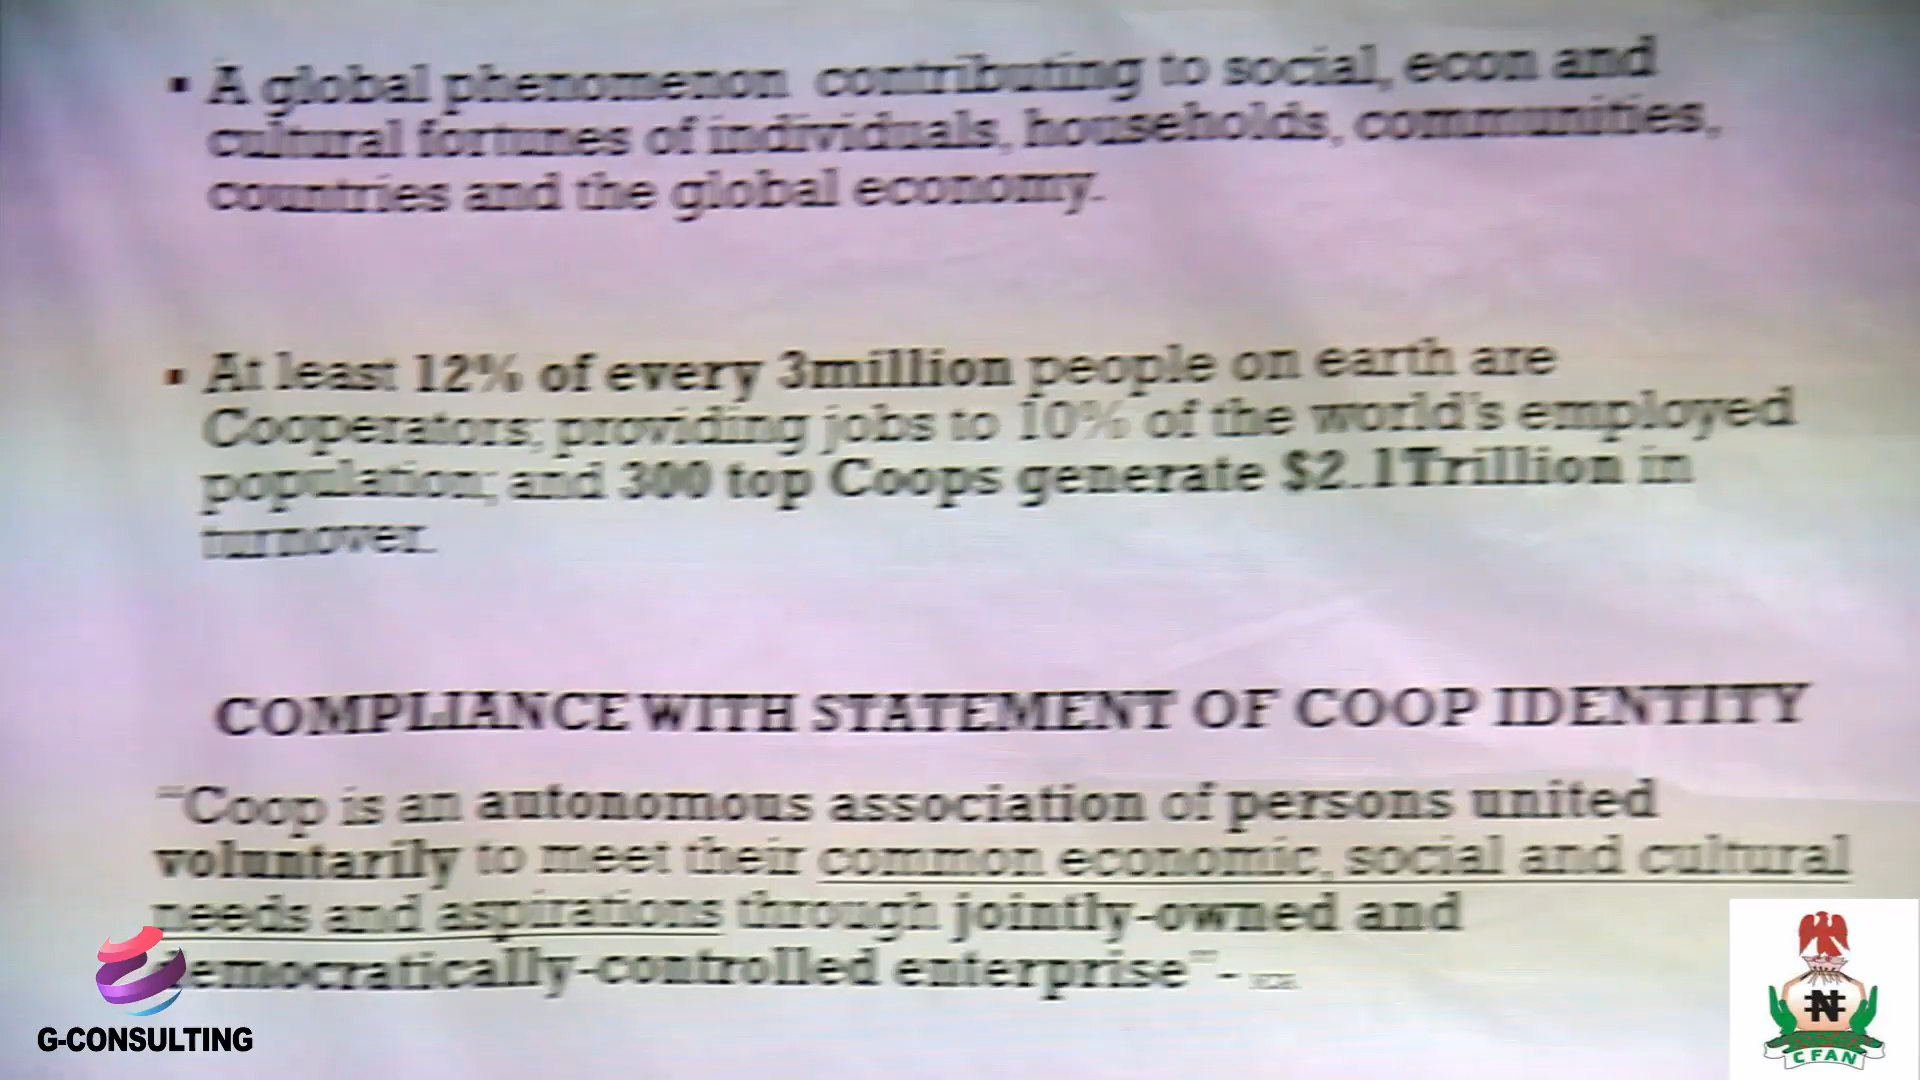 ▪ A global phenomenon contributing to social, econ and
cultural fortunes of individuals, households, communities,
countries and the global economy.
▪ At least 12% of every 3million people on earth are
Cooperators; providing jobs to 10% of the world's employed
population; and 300 top Coops generate $2.1Trillion in
turnover.
COMPLIANCE WITH STATEMENT OF COOP IDENTITY
"Coop is an autonomous association of persons united
voluntarily to meet their common economic, social and cultural
needs and aspirations through jointly-owned and
democratically-controlled enterprise"-
G-CONSULTING
₦
CFAN